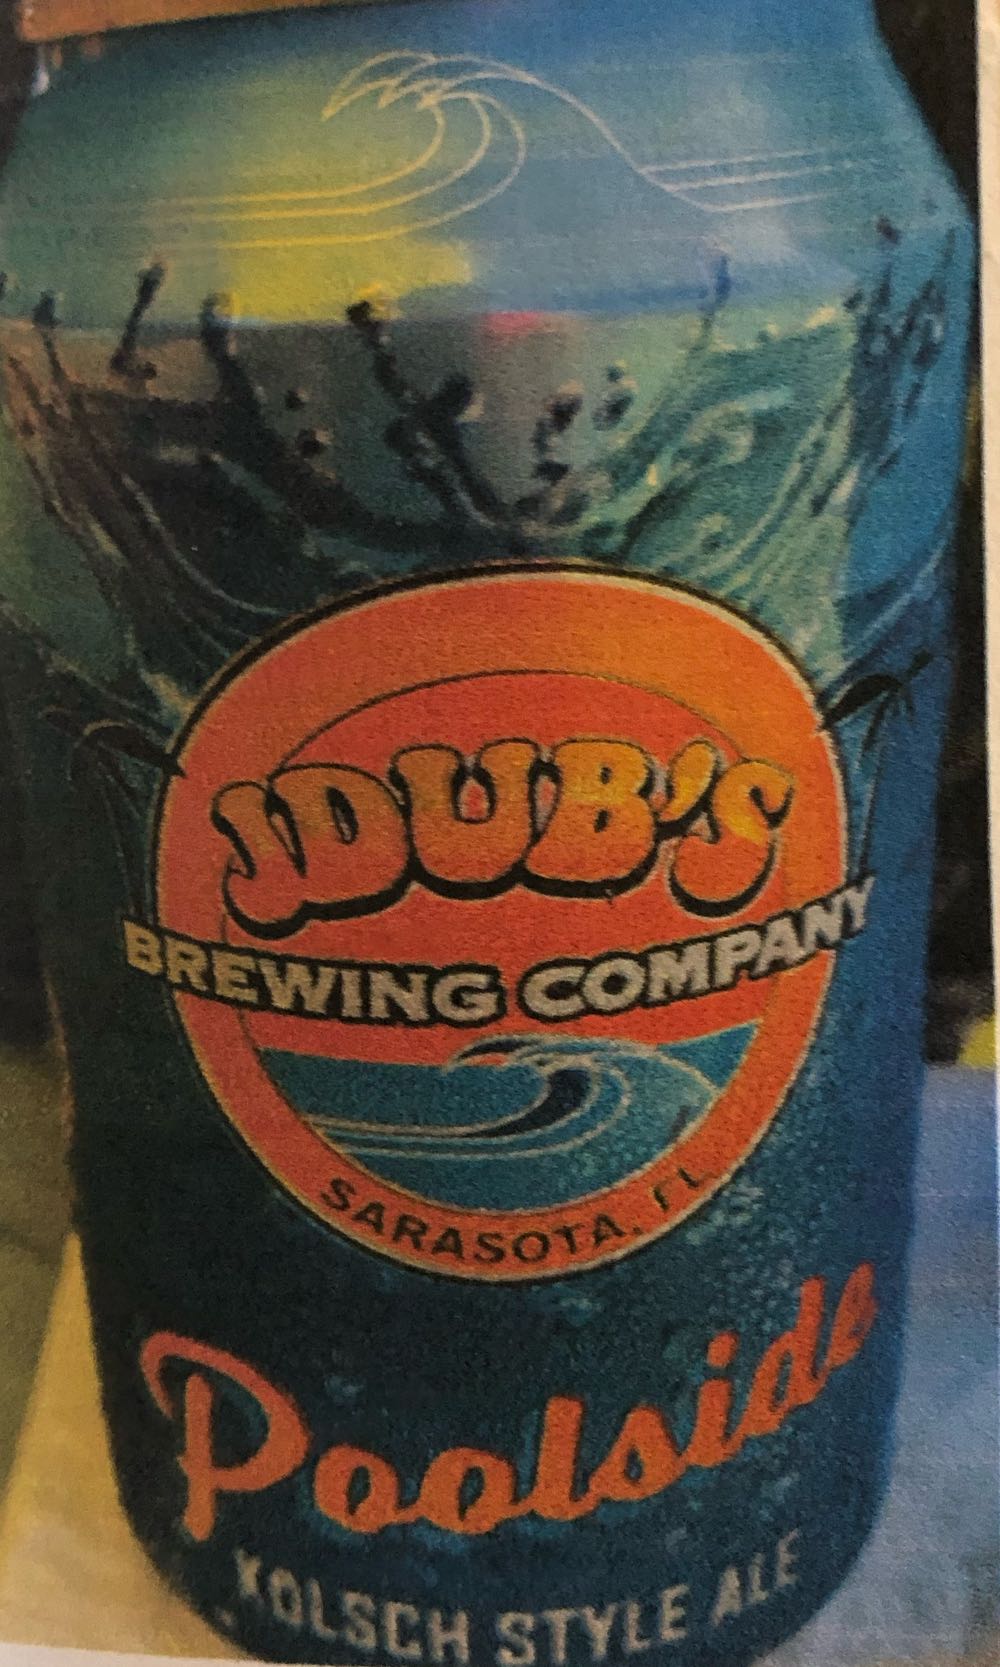 JDUB'S
BREWING COMPANY
SARASOTA, FL
Poolside
KOLSCH STYLE ALE